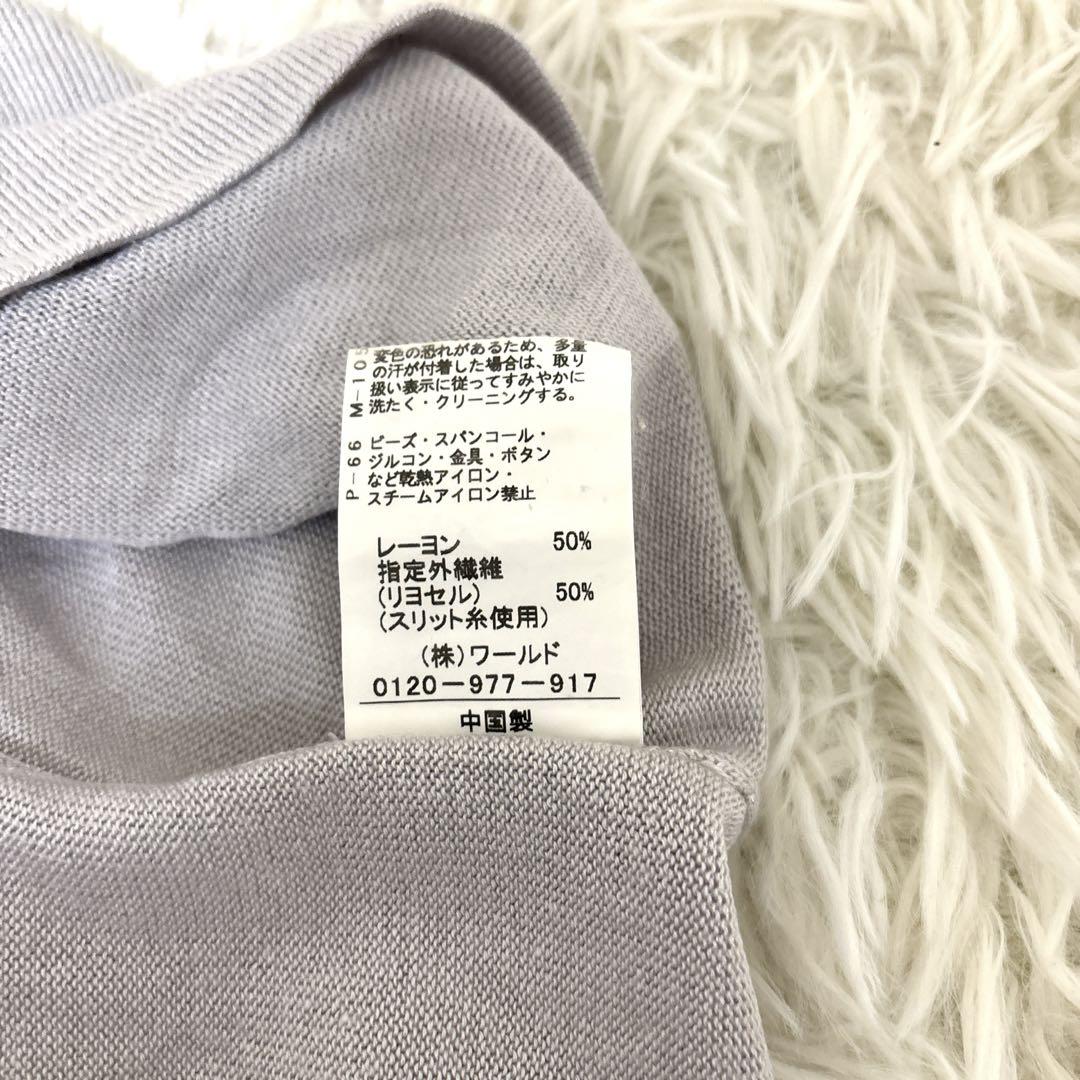 変色の恐れがあるため、多量
の汗が付着した場合は、取り
扱い表示に従ってすみやかに
洗たく・クリーニングする。
ビーズ・スパンコール・
ジルコン・金具・ボタン
など乾熱アイロン・
スチームアイロン禁止
P-66 M-105
レーヨン 50%
指定外繊維
(リヨセル) 50%
(スリット糸使用)
(株)ワールド
0120-977-917
中国製